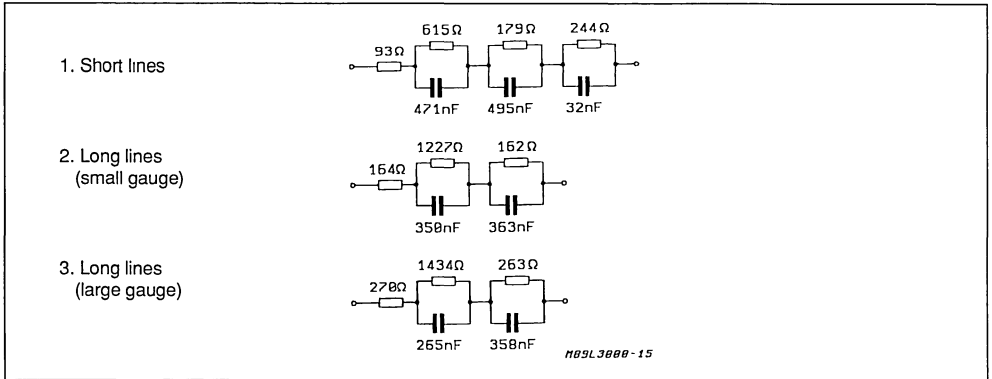 1. Short lines
93Ω 615Ω 179Ω 244Ω
471nF 495nF 32nF
2. Long lines
(small gauge)
164Ω 1227Ω 162Ω
350nF 363nF
3. Long lines
(large gauge)
270Ω 1434Ω 263Ω
265nF 358nF
M09L3000-15